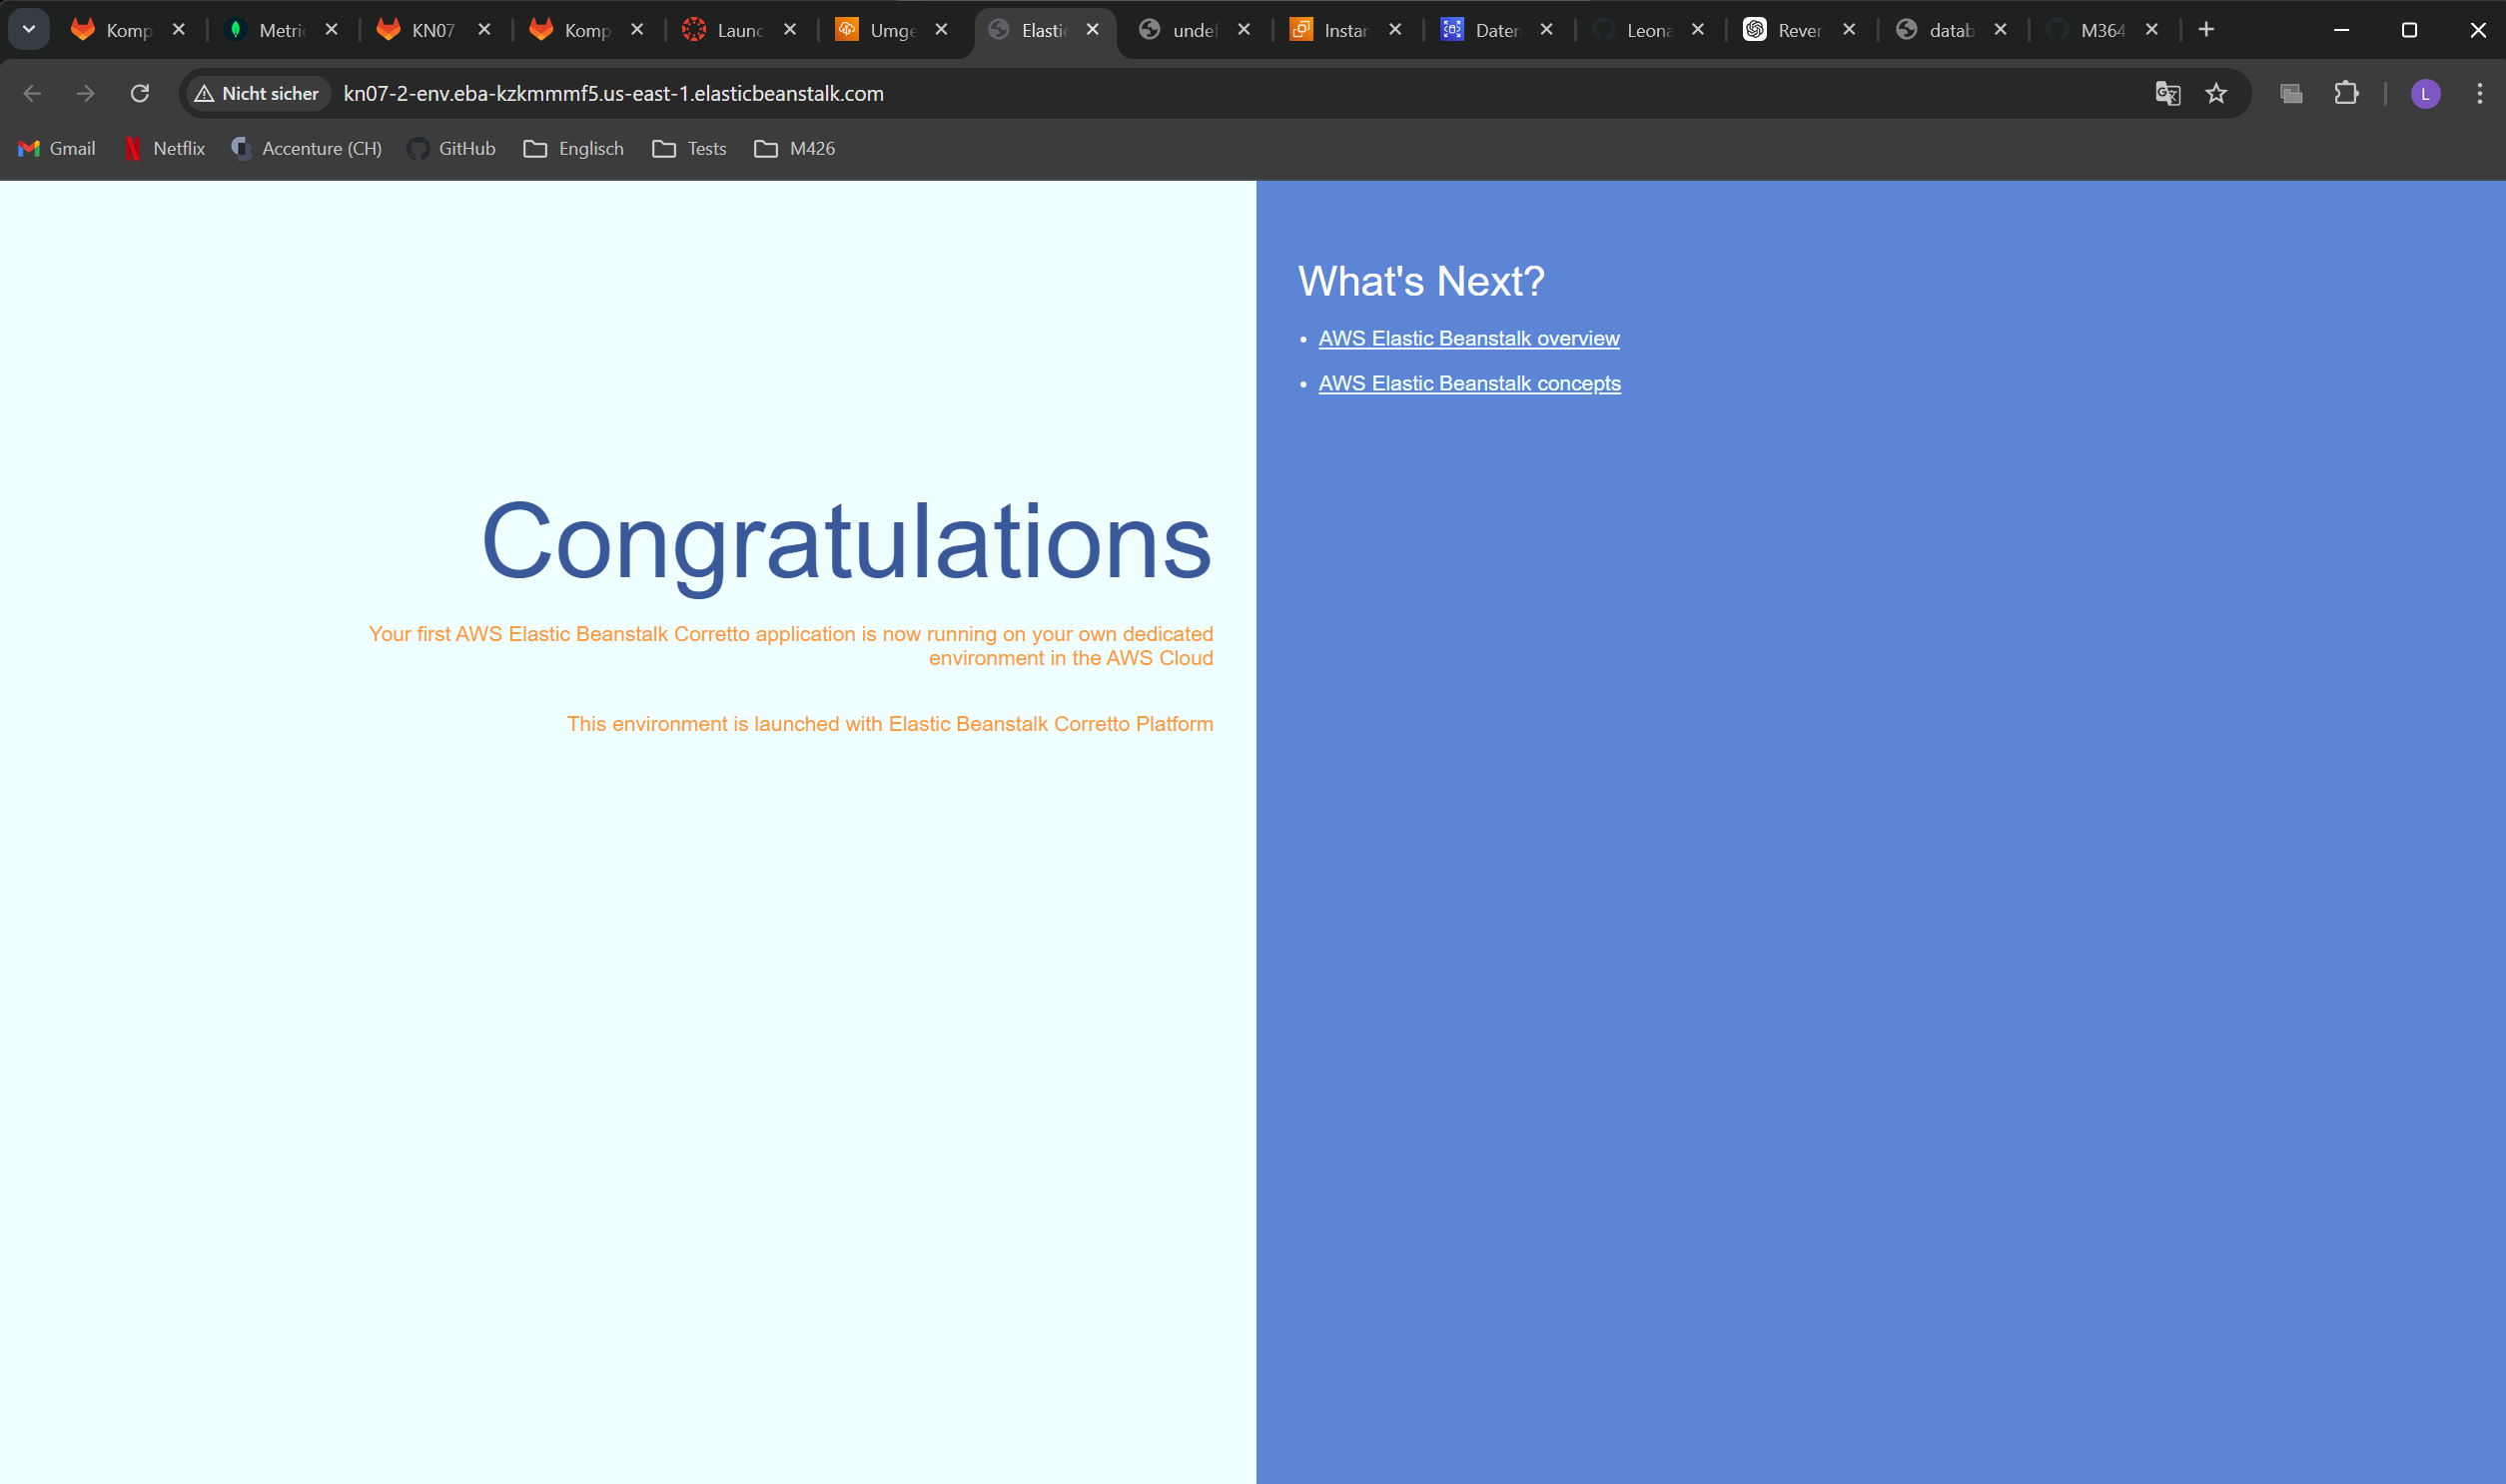 Komp
Metri
KN07
Komp
Launc
Umge
Elastic
undef
Instar
Daten
Leona
Rever
datab
M364
Nicht sicher
kn07-2-env.eba-kzkmmmf5.us-east-1.elasticbeanstalk.com
L
Gmail
Netflix
Accenture (CH)
GitHub
Englisch
Tests
M426
Congratulations
Your first AWS Elastic Beanstalk Corretto application is now running on your own dedicated
environment in the AWS Cloud
This environment is launched with Elastic Beanstalk Corretto Platform
What's Next?
AWS Elastic Beanstalk overview
AWS Elastic Beanstalk concepts